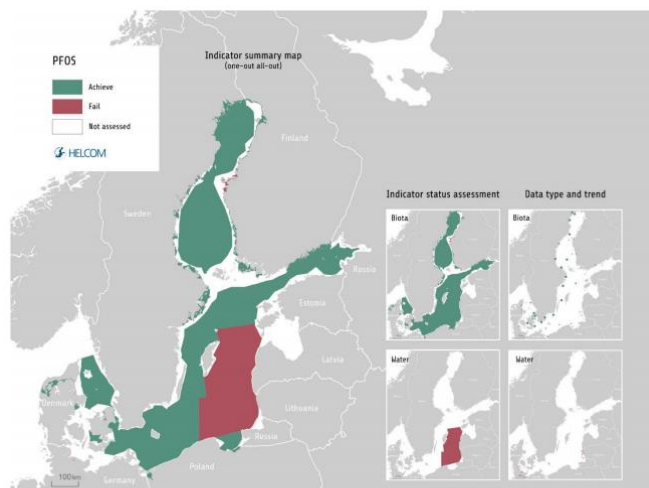 PFOS
Achieve
Fail
Not assessed
HELCOM
Indicator summary map
(one-out all-out)
Finland
Sweden
Russia
Estonia
Latvia
Lithuania
Russia
Denmark
Poland
Germany
100 km
Indicator status assessment
Biota
Water
Data type and trend
Biota
Water